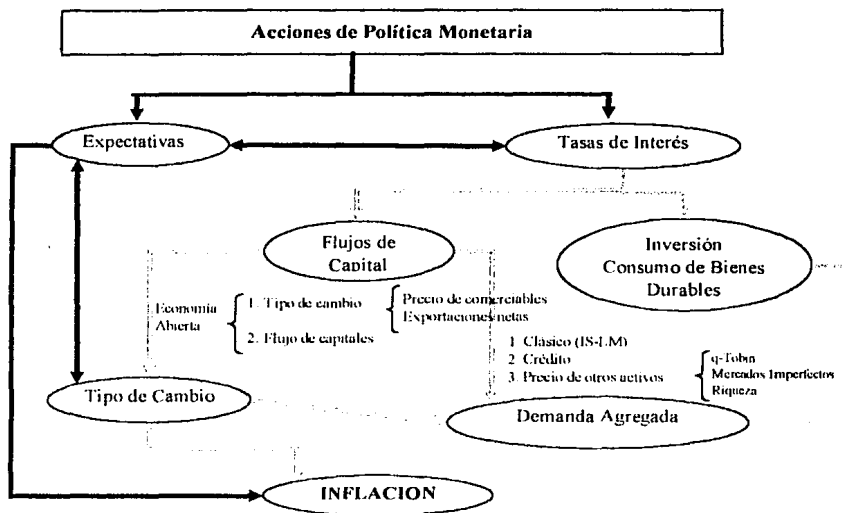 Acciones de Política Monetaria
Expectativas
Tasas de Interés
Flujos de
Capital
Inversión
Consumo de Bienes
Durables
Economía
Abierta
1. Tipo de cambio
2. Flujo de capitales
Precio de comerciables
Exportaciones netas
1 Clásico (IS-LM)
2 Crédito
3. Precio de otros activos
q-Tobin
Mercados Imperfectos
Riqueza
Tipo de Cambio
Demanda Agregada
INFLACION